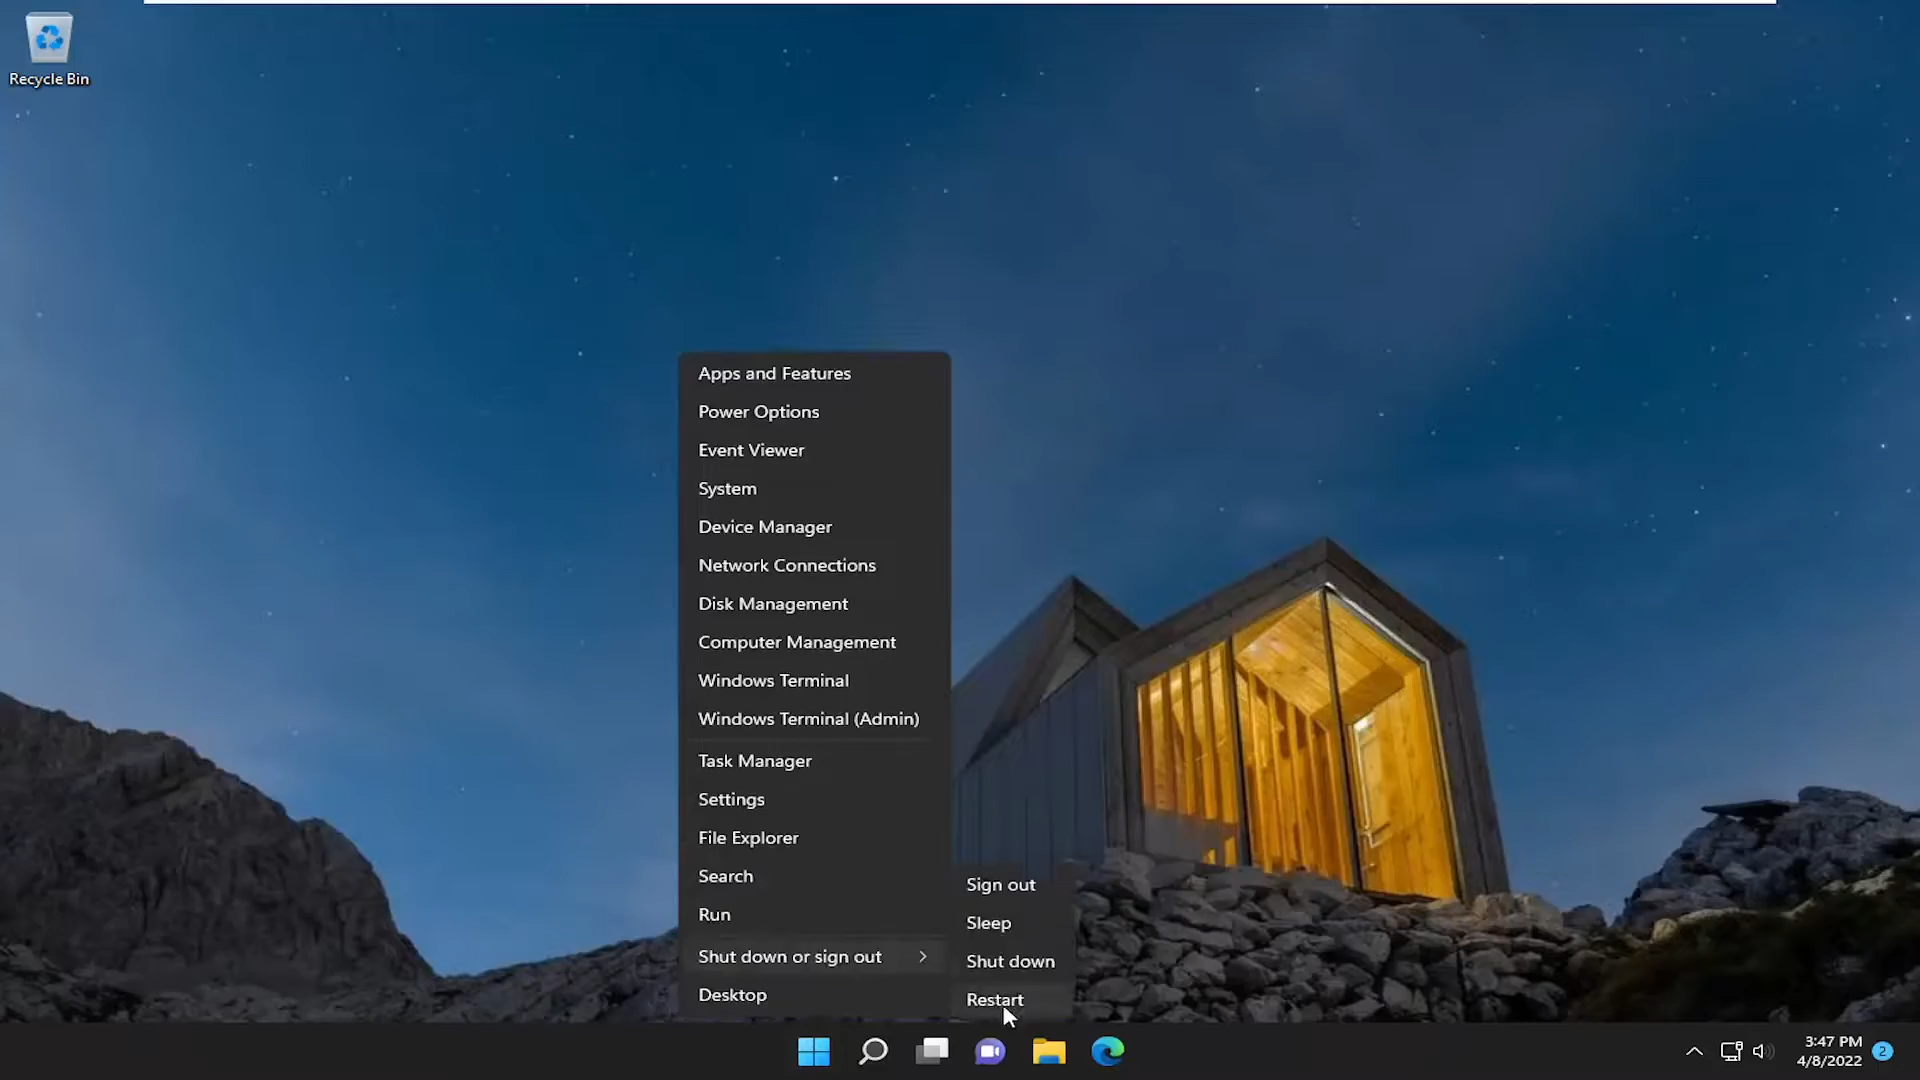 Recycle Bin
Apps and Features
Power Options
Event Viewer
System
Device Manager
Network Connections
Disk Management
Computer Management
Windows Terminal
Windows Terminal (Admin)
Task Manager
Settings
File Explorer
Search
Run
Shut down or sign out
Desktop
Sign out
Sleep
Shut down
Restart
3:47 PM
4/8/2022
2